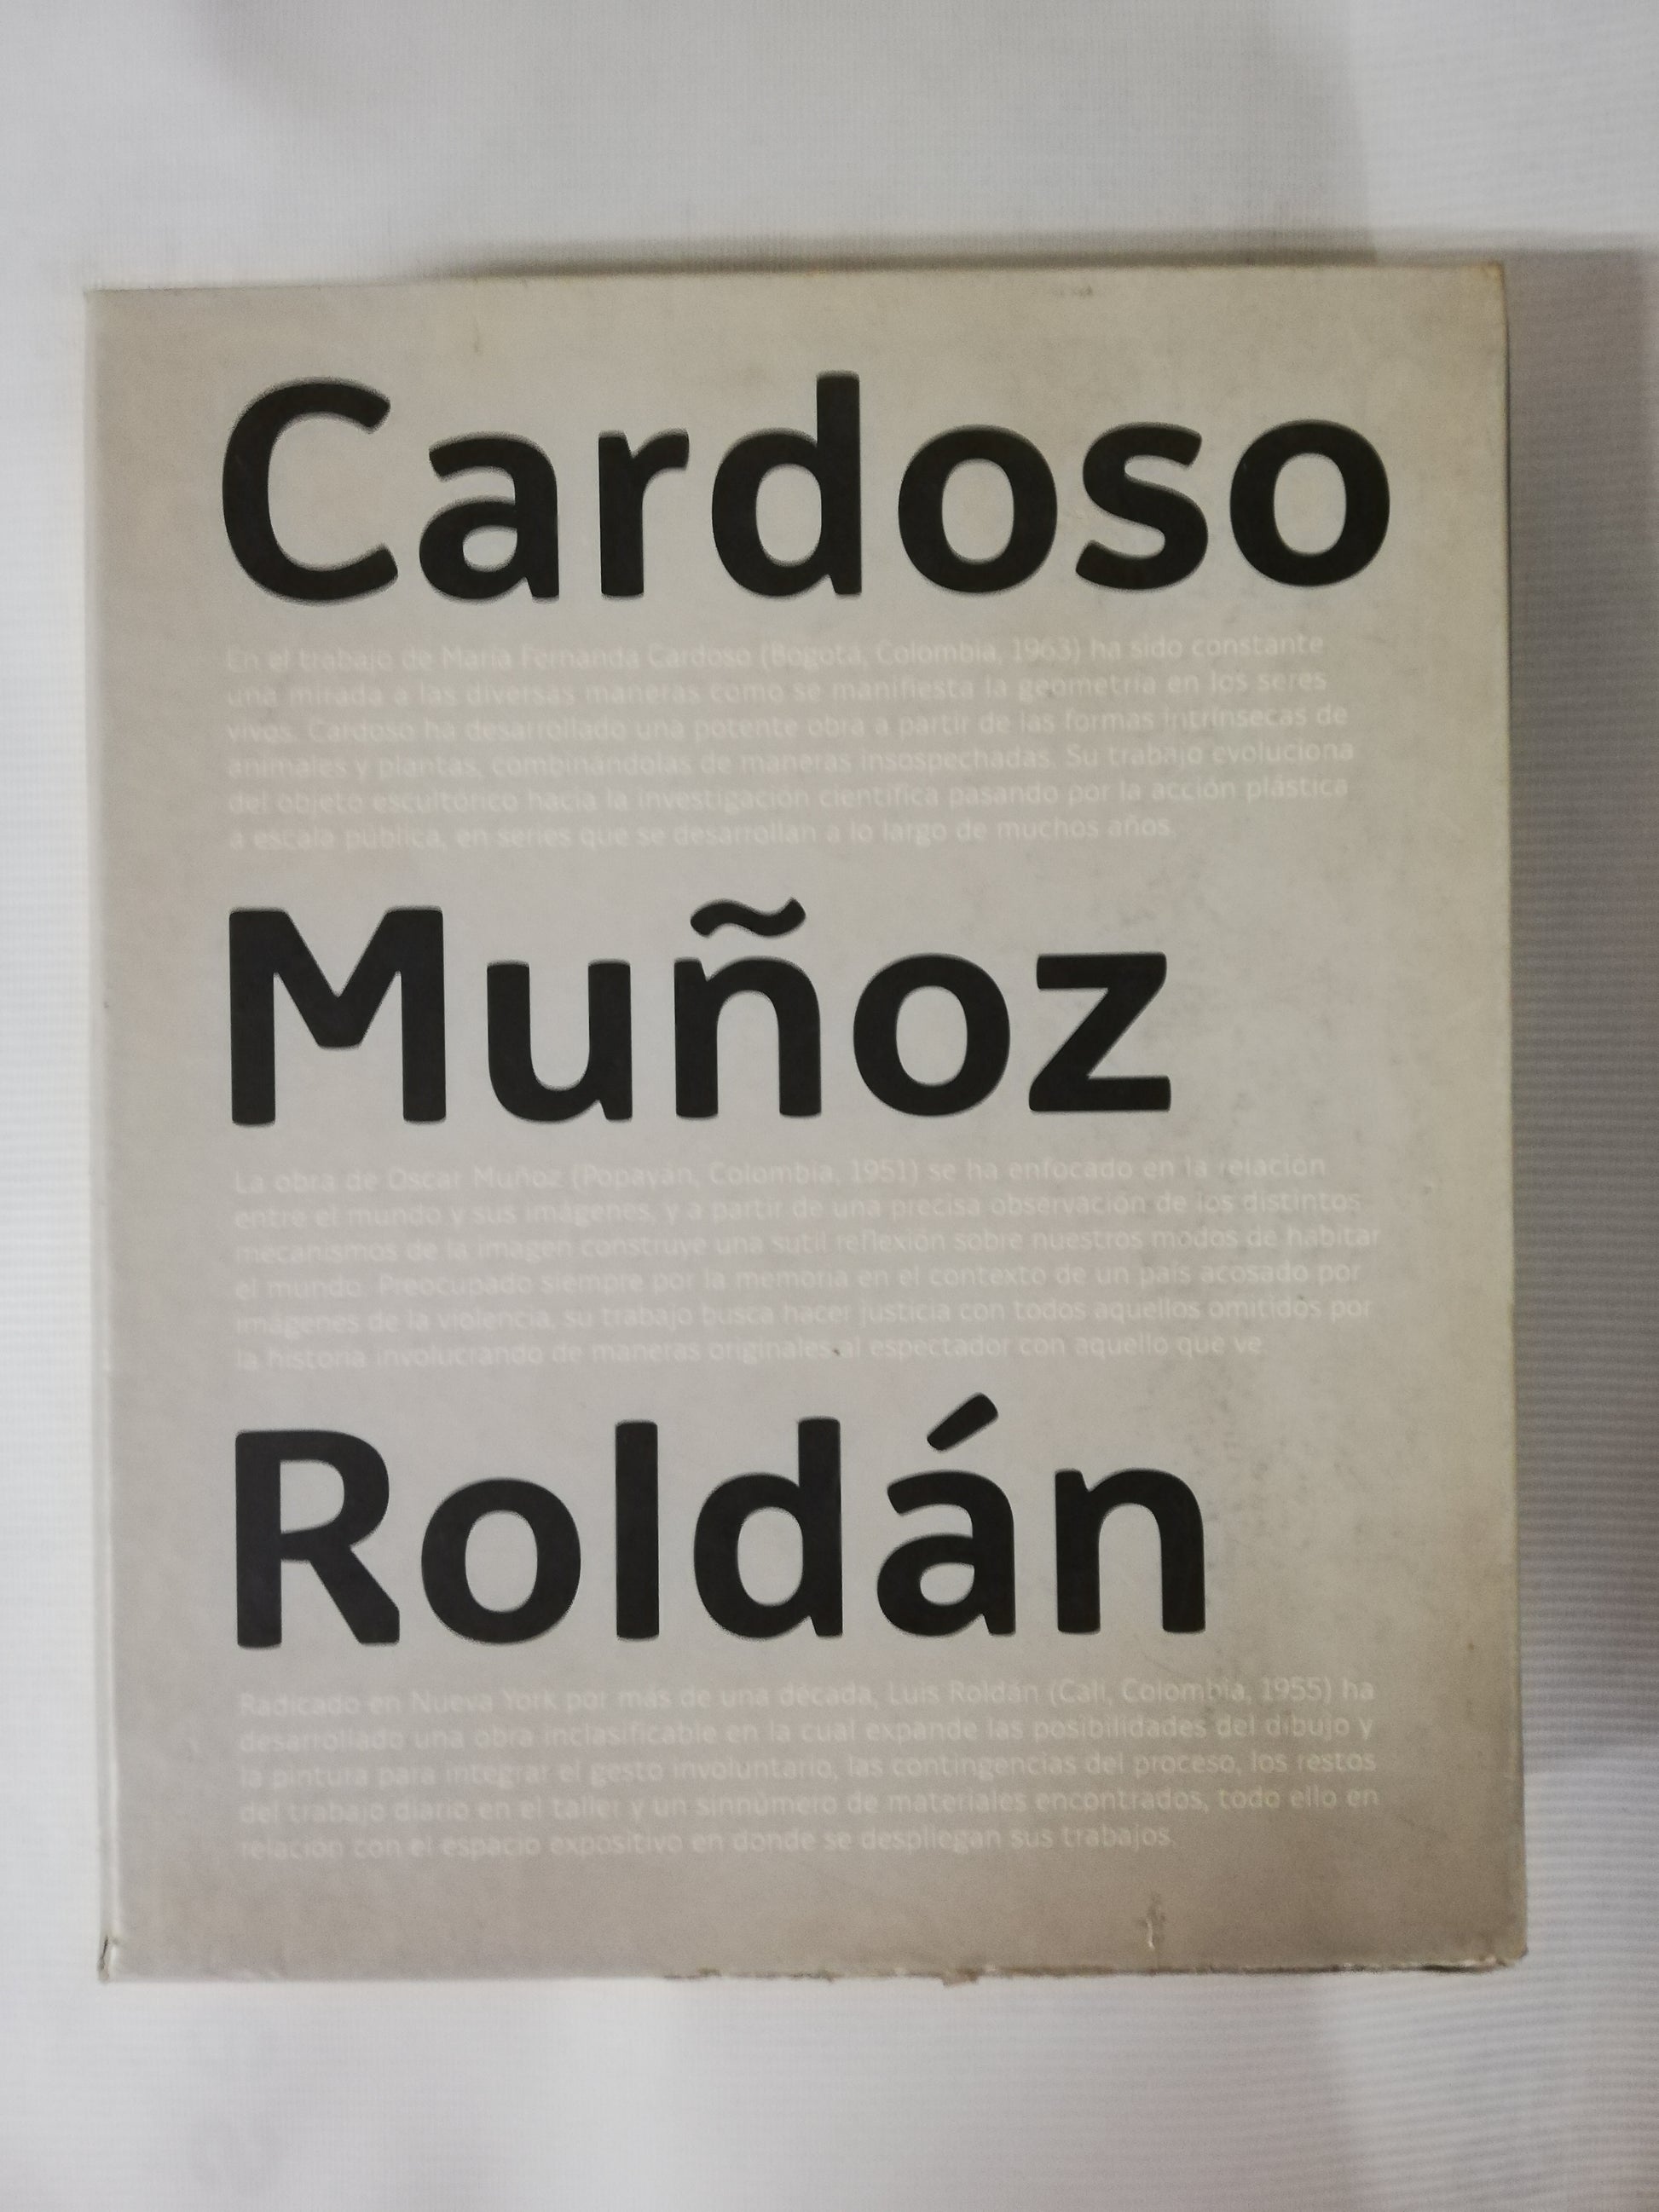 Cardoso
En el trabajo de María Fernanda Cardoso (Bogotá, Colombia, 1963) ha sido constante
una mirada a las diversas maneras como se manifiesta la geometría en los seres
vivos. Cardoso ha desarrollado una potente obra a partir de las formas intrínsecas de
animales y plantas, combinándolas de maneras insospechadas. Su trabajo evoluciona
del objeto escultórico hacia la investigación científica pasando por la acción plástica
a escala pública, en series que se desarrollan a lo largo de muchos años.
Muñoz
La obra de Oscar Muñoz (Popayán, Colombia, 1951) se ha enfocado en la relación
entre el mundo y sus imágenes, y a partir de una precisa observación de los distintos
mecanismos de la imagen construye una sutil reflexión sobre nuestros modos de habitar
el mundo. Preocupado siempre por la memoria en el contexto de un país acosado por
imágenes de la violencia, su trabajo busca hacer justicia con todos aquellos omitidos por
la historia involucrando de maneras originales al espectador con aquello que ve.
Roldán
Radicado en Nueva York por más de una década, Luis Roldán (Cali, Colombia, 1955) ha
desarrollado una obra inclasificable en la cual expande las posibilidades del dibujo y
la pintura para integrar el gesto involuntario, las contingencias del proceso, los restos
del trabajo diario en el taller y un sinnúmero de materiales encontrados, todo ello en
relación con el espacio expositivo en donde se despliegan sus trabajos.